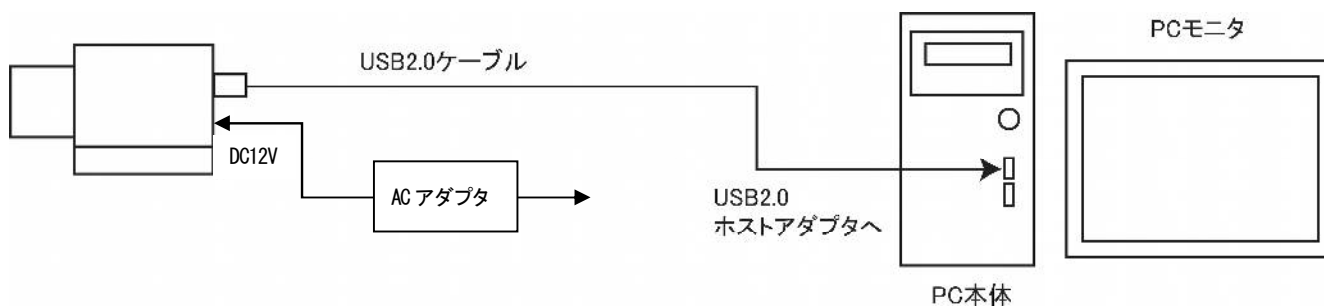 PCモニタ
USB2.0ケーブル
DC12V
ACアダプタ
USB2.0
ホストアダプタへ
PC本体